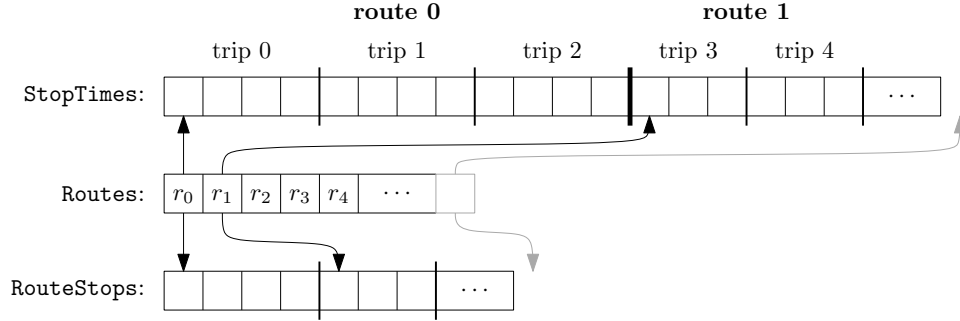 route 0 route 1
trip 0 trip 1 trip 2 trip 3 trip 4
StopTimes: ...
Routes: r0 r1 r2 r3 r4 ...
RouteStops: ...